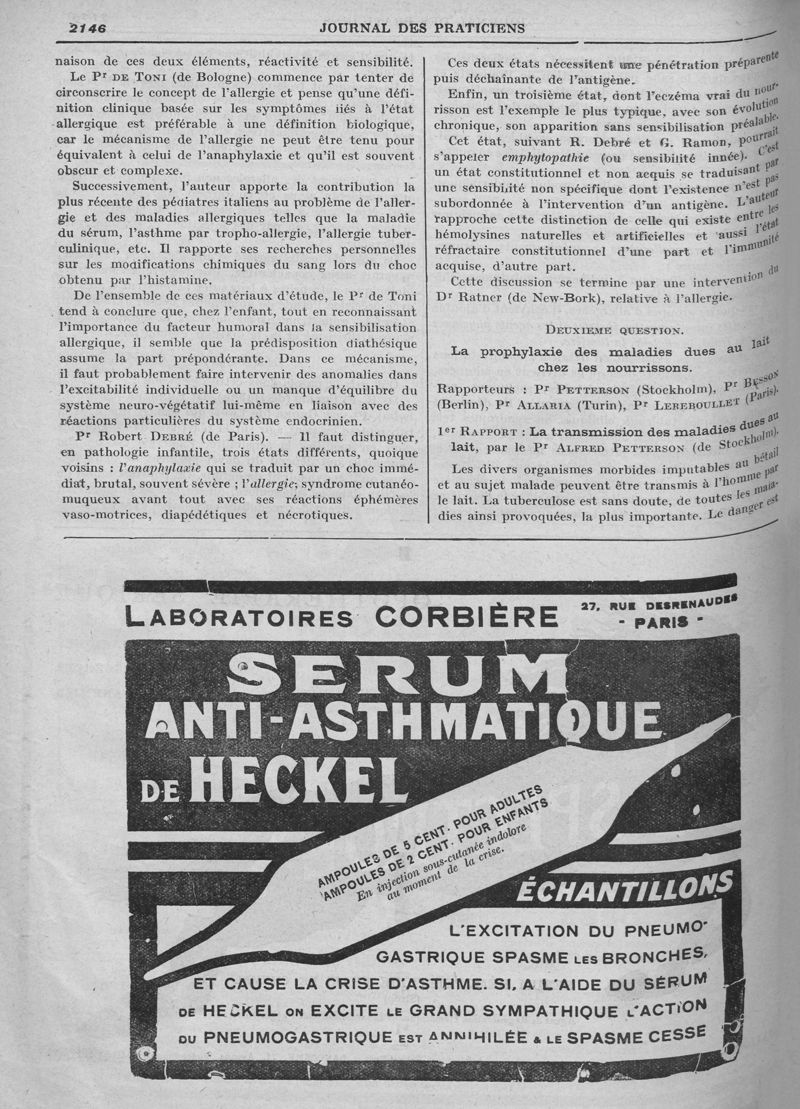 2146
JOURNAL DES PRATICIENS
naison de ces deux éléments, réactivité et sensibilité.
Le Pr DE TONI (de Bologne) commence par tenter de
circonscrire le concept de l'allergie et pense qu'une défi-
nition clinique basée sur les symptômes liés à l'état
allergique est préférable à une définition biologique,
car le mécanisme de l'allergie ne peut être tenu pour
équivalent à celui de l'anaphylaxie et qu'il est souvent
obscur et complexe.
Successivement, l'auteur apporte la contribution la
plus récente des pédiatres italiens au problème de l'aller-
gie et des maladies allergiques telles que la maladie
du sérum, l'asthme par tropho-allergie, l'allergie tuber-
culinique, etc. Il rapporte ses recherches personnelles
sur les modifications chimiques du sang lors du choc
obtenu par l'histamine.
De l'ensemble de ces matériaux d'étude, le Pr de Toni
tend à conclure que, chez l'enfant, tout en reconnaissant
l'importance du facteur humoral dans la sensibilisation
allergique, il semble que la prédisposition diathésique
assume la part prépondérante. Dans ce mécanisme,
il faut probablement faire intervenir des anomalies dans
l'excitabilité individuelle ou un manque d'équilibre du
système neuro-végétatif lui-même en liaison avec des
réactions particulières du système endocrinien.
Pr Robert DEBRÉ (de Paris). — Il faut distinguer,
en pathologie infantile, trois états différents, quoique
voisins : l'anaphylaxie qui se traduit par un choc immé-
diat, brutal, souvent sévère ; l'allergie; syndrome cutanéo-
muqueux avant tout avec ses réactions éphémères
vaso-motrices, diapédétiques et nécrotiques.
Ces deux états nécessitent une pénétration préparente
puis déchaînante de l'antigène.
Enfin, un troisième état, dont l'eczéma vrai du nour-
risson est l'exemple le plus typique, avec son évolution
chronique, son apparition sans sensibilisation préalable.
Cet état, suivant R. Debré et G. Ramon, pourrait
s'appeler emphytopathie (ou sensibilité innée). C'est
un état constitutionnel et non acquis se traduisant par
une sensibilité non spécifique dont l'existence n'est pas
subordonnée à l'intervention d'un antigène. L'auteur
rapproche cette distinction de celle qui existe entre les
hémolysines naturelles et artificielles et aussi l'état
réfractaire constitutionnel d'une part et l'immunité
acquise, d'autre part.
Cette discussion se termine par une intervention du
Dr Ratner (de New-Bork), relative à l'allergie.
DEUXIEME QUESTION.
La prophylaxie des maladies dues au lait
chez les nourrissons.
Rapporteurs : Pr PETTERSON (Stockholm), Pr BESSON
(Berlin), Pr ALLARIA (Turin), Pr LEREBOULLET (Paris).
1er RAPPORT : La transmission des maladies dues au
lait, par le Pr ALFRED PETTERSON (de Stockholm).
Les divers organismes morbides imputables au bétail
et au sujet malade peuvent être transmis à l'homme par
le lait. La tuberculose est sans doute, de toutes les mala-
dies ainsi provoquées, la plus importante. Le danger est
LABORATOIRES CORBIÈRE
27, RUE DESRENAUDES
- PARIS -
SERUM
ANTI-ASTHMATIQUE
DE HECKEL
AMPOULES DE 5 CENT. POUR ADULTES
AMPOULES DE 2 CENT. POUR ENFANTS
En injection sous-cutanée indolore
au moment de la crise.
ÉCHANTILLONS
L'EXCITATION DU PNEUMO-
GASTRIQUE SPASME LES BRONCHES,
ET CAUSE LA CRISE D'ASTHME. SI, A L'AIDE DU SÉRUM
DE HECKEL ON EXCITE LE GRAND SYMPATHIQUE L'ACTION
DU PNEUMOGASTRIQUE EST ANNIHILÉE & LE SPASME CESSE